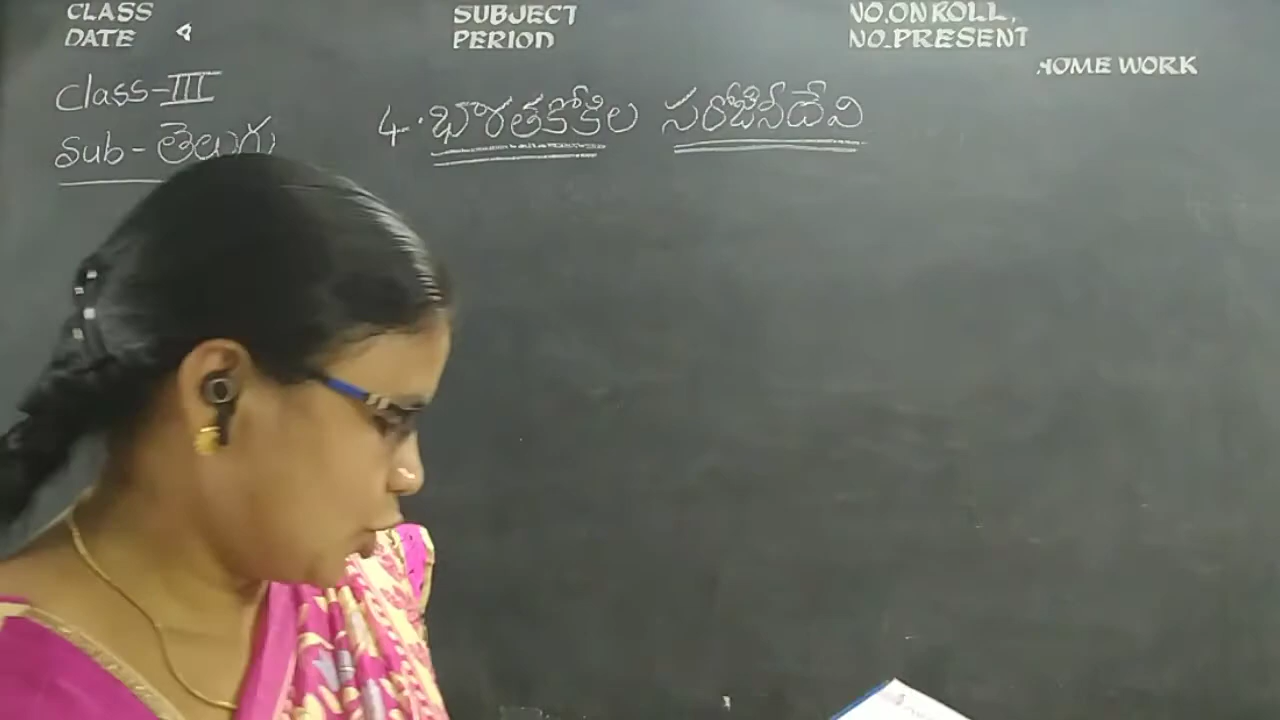 CLASS
DATE
SUBJECT
PERIOD
NO.ON ROLL,
NO.PRESENT
HOME WORK
Class-III
Sub- తెలుగు
4. భారతకోకిల సరోజినీదేవి